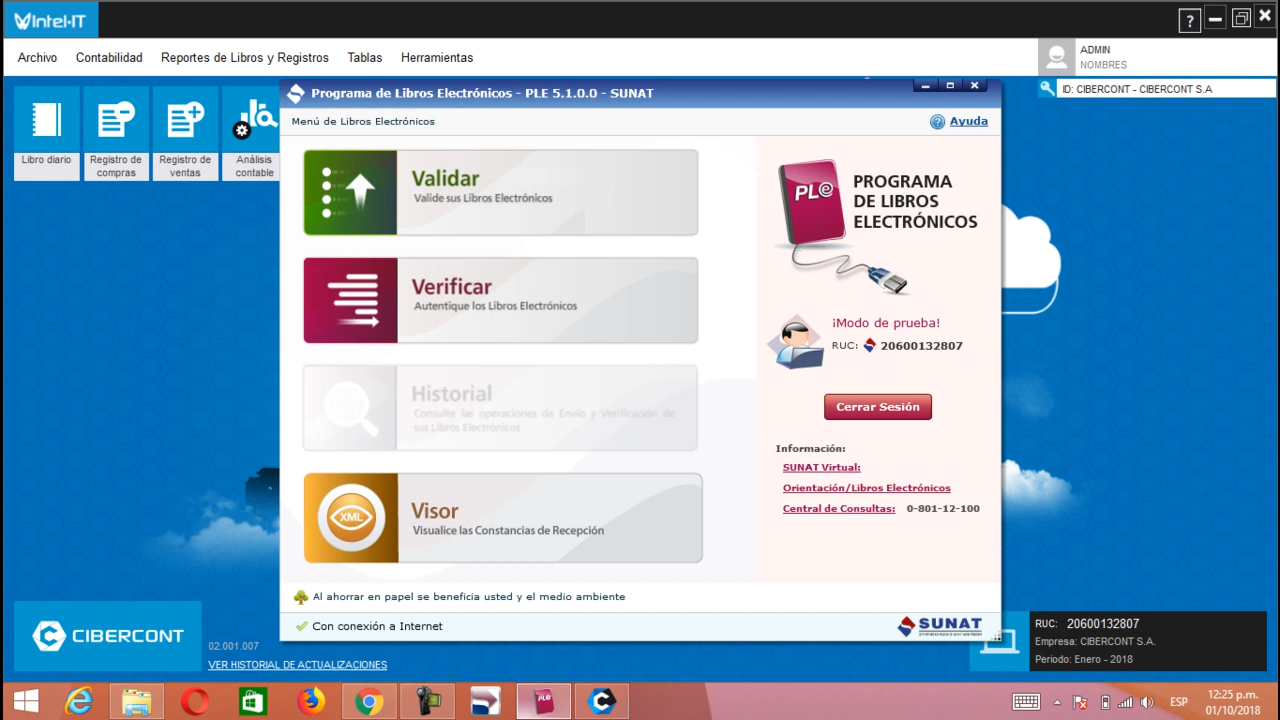 Intel·IT
?
Archivo Contabilidad Reportes de Libros y Registros Tablas Herramientas
ADMIN
NOMBRES
ID: CIBERCONT - CIBERCONT S.A
Libro diario
Registro de compras
Registro de ventas
Análisis contable
Programa de Libros Electrónicos - PLE 5.1.0.0 - SUNAT
Menú de Libros Electrónicos
Ayuda
Validar
Valide sus Libros Electrónicos
Verificar
Autentique los Libros Electrónicos
Historial
Consulte las operaciones de Envío y Verificación de
sus Libros Electrónicos
XML
Visor
Visualice las Constancias de Recepción
PLe
PROGRAMA
DE LIBROS
ELECTRÓNICOS
¡Modo de prueba!
RUC: 20600132807
Cerrar Sesión
Información:
SUNAT Virtual:
Orientación/Libros Electrónicos
Central de Consultas: 0-801-12-100
Al ahorrar en papel se beneficia usted y el medio ambiente
Con conexión a Internet
SUNAT
CIBERCONT
02.001.007
VER HISTORIAL DE ACTUALIZACIONES
RUC: 20600132807
Empresa: CIBERCONT S.A.
Periodo: Enero - 2018
PLe
ESP
12:25 p.m.
01/10/2018